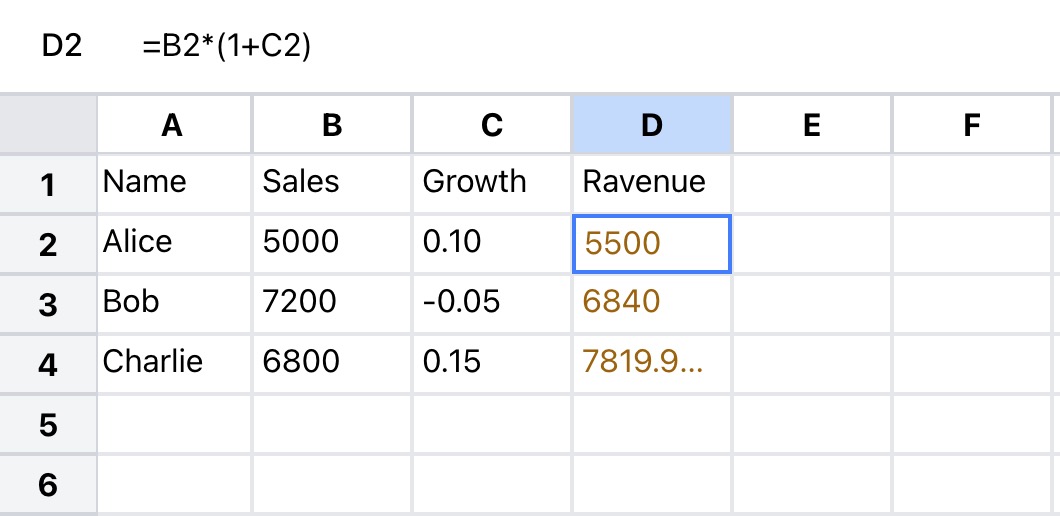 D2 =B2*(1+C2)
A B C D E F
1 Name Sales Growth Ravenue
2 Alice 5000 0.10 5500
3 Bob 7200 -0.05 6840
4 Charlie 6800 0.15 7819.9...
5
6